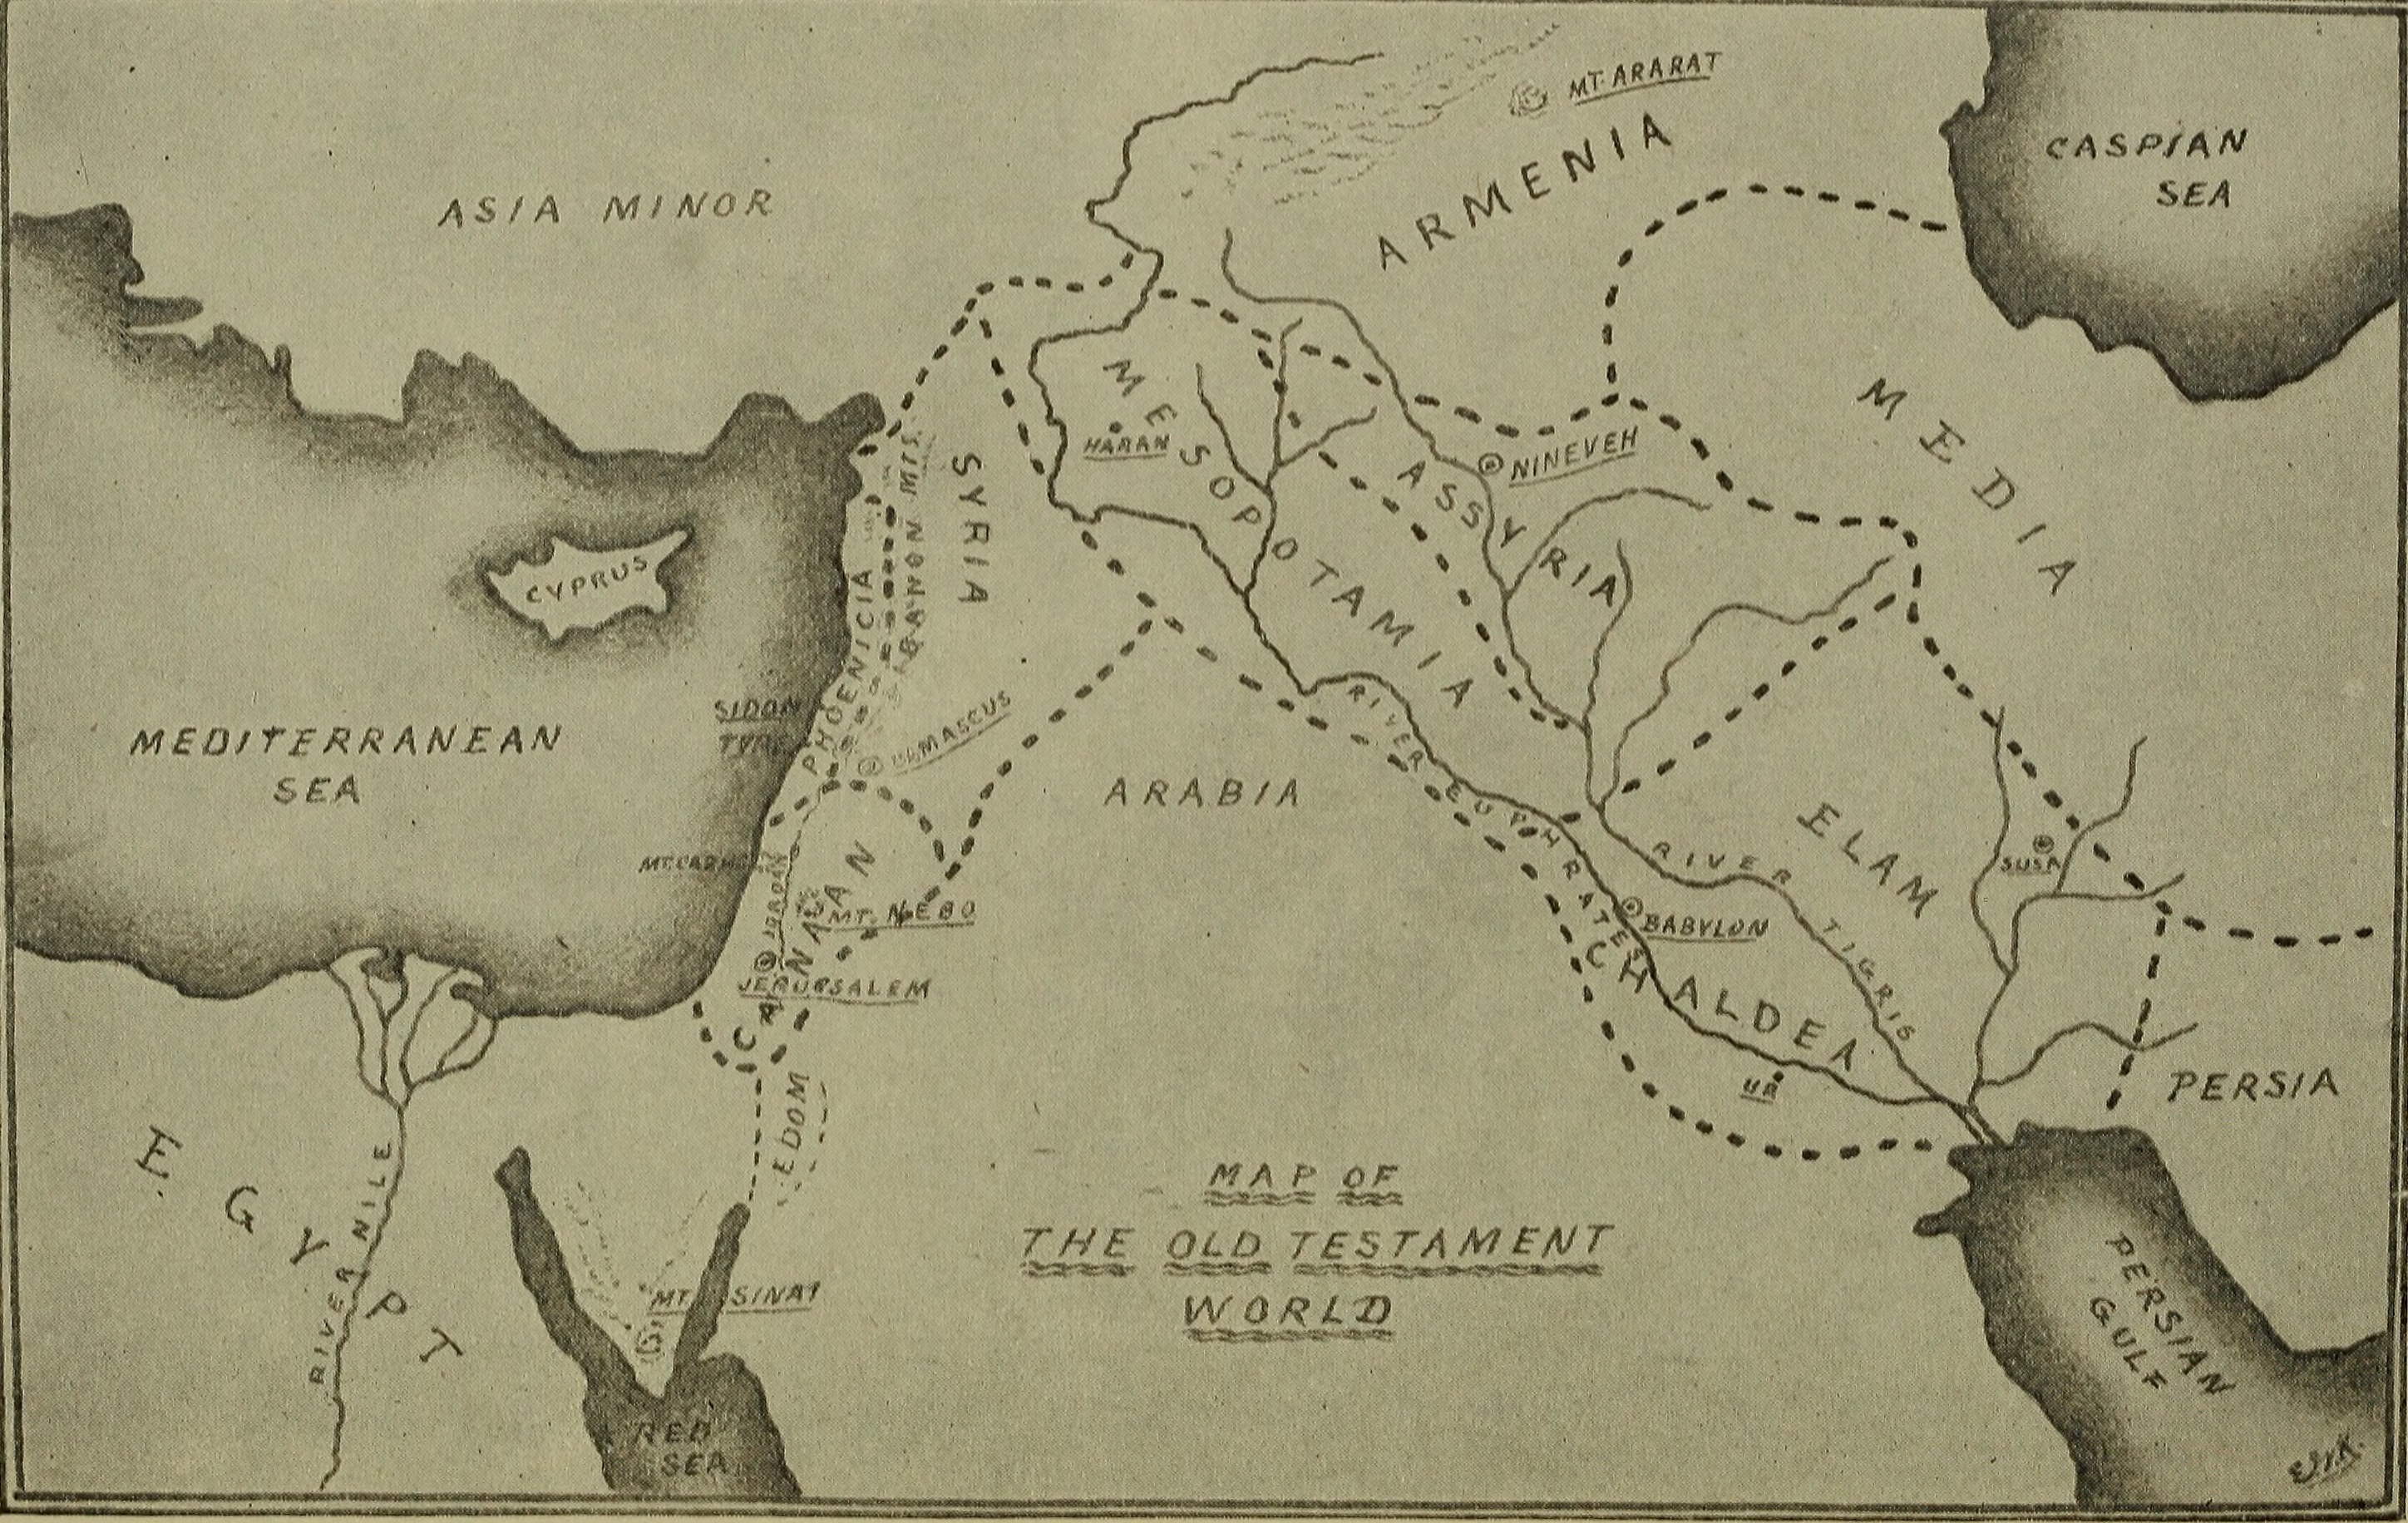 MT. ARARAT
CASPIAN
SEA
ARMENIA
ASIA MINOR
MEDIA
MESOPOTAMIA
HARAN
NINEVEH
ASSYRIA
SYRIA
LEBANON MTS.
PHOENICIA
CYPRUS
SIDON
TYRE
DAMASCUS
MEDITERRANEAN
SEA
ARABIA
RIVER EUPHRATES
ELAM
RIVER TIGRIS
SUSA
BABYLON
CHALDEA
UR
PERSIA
MT. CARMEL
JORDAN
CANAAN
MT. NEBO
JERURSALEM
EDOM
EGYPT
RIVER NILE
MT. SINAI
RED
SEA
MAP OF
THE OLD TESTAMENT
WORLD
PERSIAN
GULF